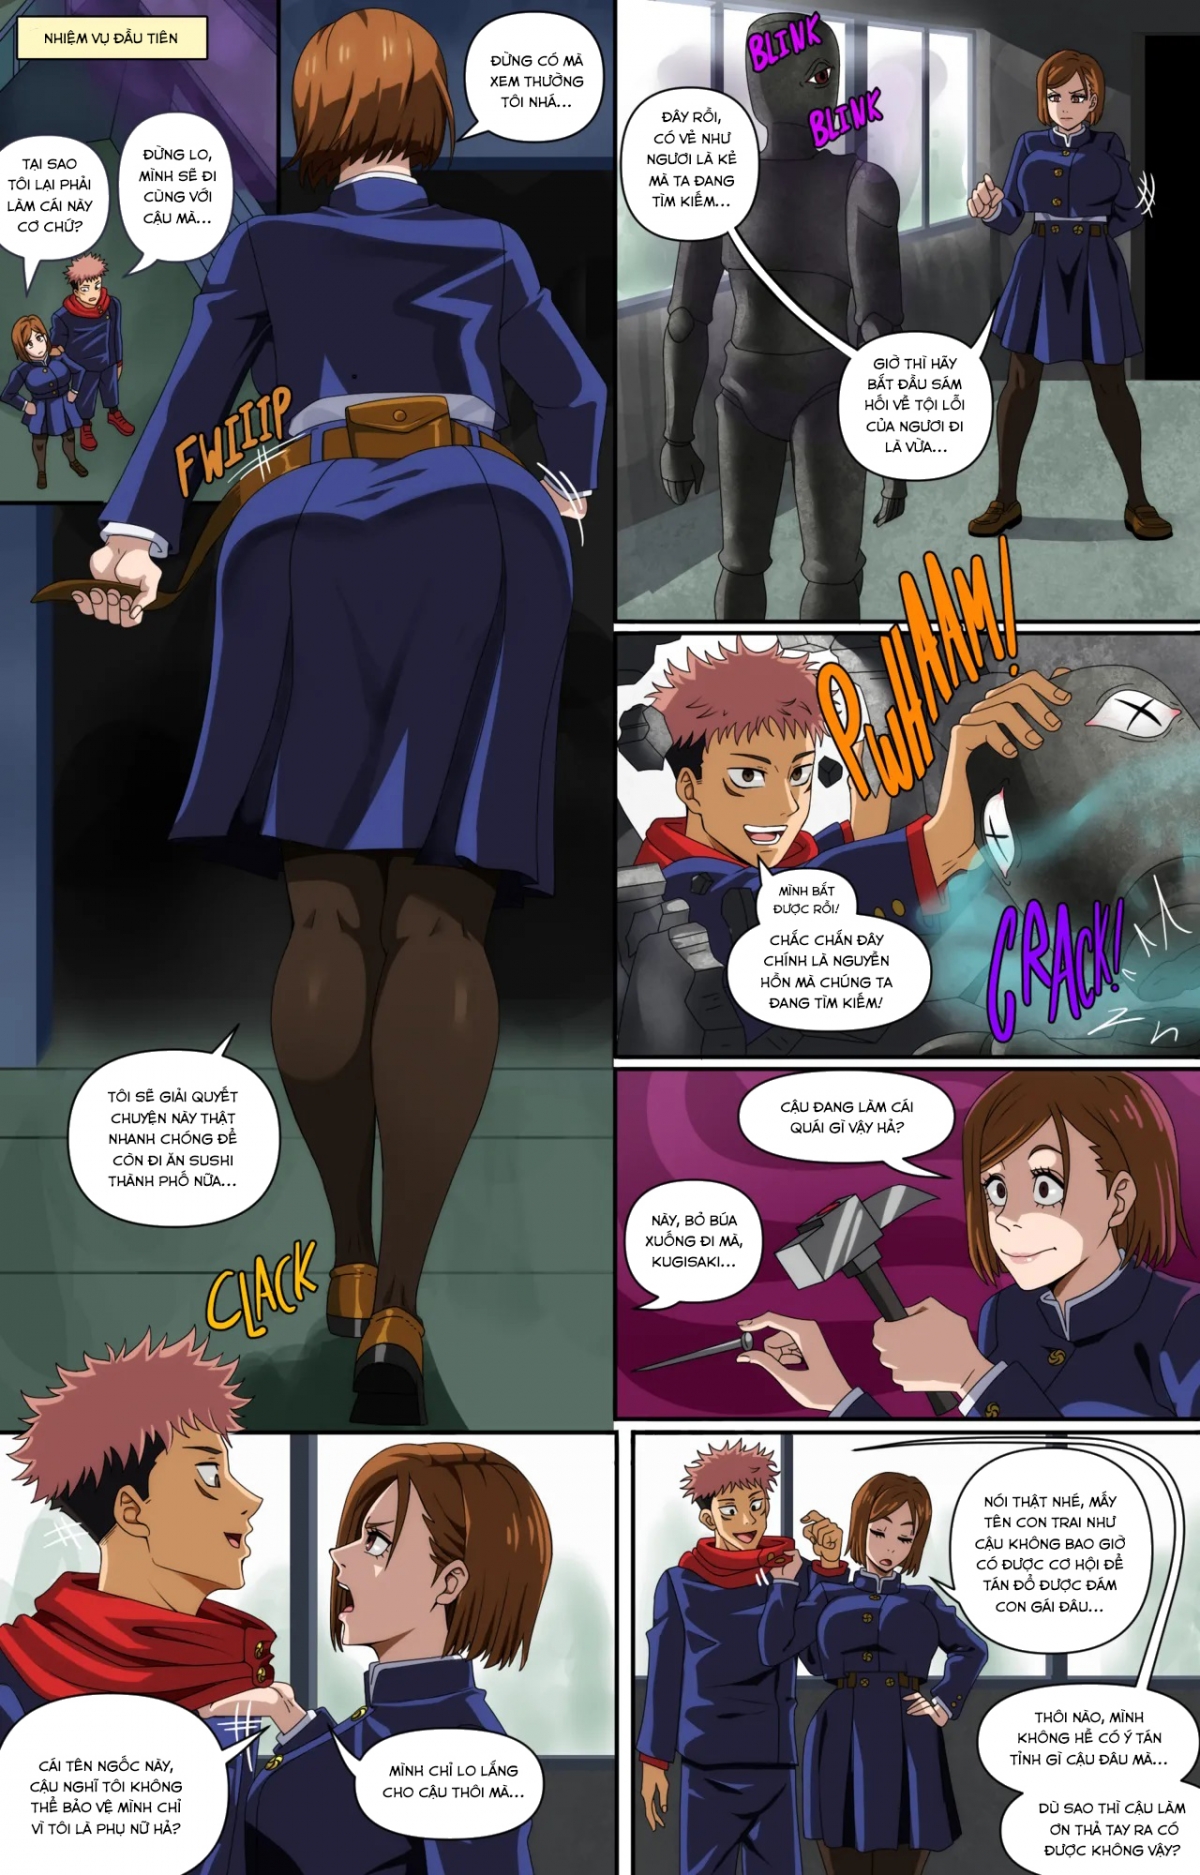 NHIỆM VỤ ĐẦU TIÊN
TẠI SAO
TÔI LẠI PHẢI
LÀM CÁI NÀY
CƠ CHỨ?
ĐỪNG LO,
MÌNH SẼ ĐI
CÙNG VỚI
CẬU MÀ...
ĐỪNG CÓ MÀ
XEM THƯỜNG
TÔI NHÁ...
FWIIIP
TÔI SẼ GIẢI QUYẾT
CHUYỆN NÀY THẬT
NHANH CHÓNG ĐỂ
CÒN ĐI ĂN SUSHI
THÀNH PHỐ NỮA...
CLACK
BLINK
BLINK
ĐÂY RỒI,
CÓ VẺ NHƯ
NGƯƠI LÀ KẺ
MÀ TA ĐANG
TÌM KIẾM...
GIỜ THÌ HÃY
BẮT ĐẦU SÁM
HỐI VỀ TỘI LỖI
CỦA NGƯƠI ĐI
LÀ VỪA...
PWHAAAM!
MÌNH BẮT
ĐƯỢC RỒI!
CHẮC CHẮN ĐÂY
CHÍNH LÀ NGUYỀN
HỒN MÀ CHÚNG TA
ĐANG TÌM KIẾM!
CRACK!
CẬU ĐANG LÀM CÁI
QUÁI GÌ VẬY HẢ?
NÀY, BỎ BÚA
XUỐNG ĐI MÀ,
KUGISAKI...
CÁI TÊN NGỐC NÀY,
CẬU NGHĨ TÔI KHÔNG
THỂ BẢO VỆ MÌNH CHỈ
VÌ TÔI LÀ PHỤ NỮ HẢ?
MÌNH CHỈ LO LẮNG
CHO CẬU THÔI MÀ...
NÓI THẬT NHÉ, MẤY
TÊN CON TRAI NHƯ
CẬU KHÔNG BAO GIỜ
CÓ ĐƯỢC CƠ HỘI ĐỂ
TÁN ĐỔ ĐƯỢC ĐÁM
CON GÁI ĐÂU...
THÔI NÀO, MÌNH
KHÔNG HỀ CÓ Ý TÁN
TỈNH GÌ CẬU ĐÂU MÀ...
DÙ SAO THÌ CẬU LÀM
ƠN THẢ TAY RA CÓ
ĐƯỢC KHÔNG VẬY?